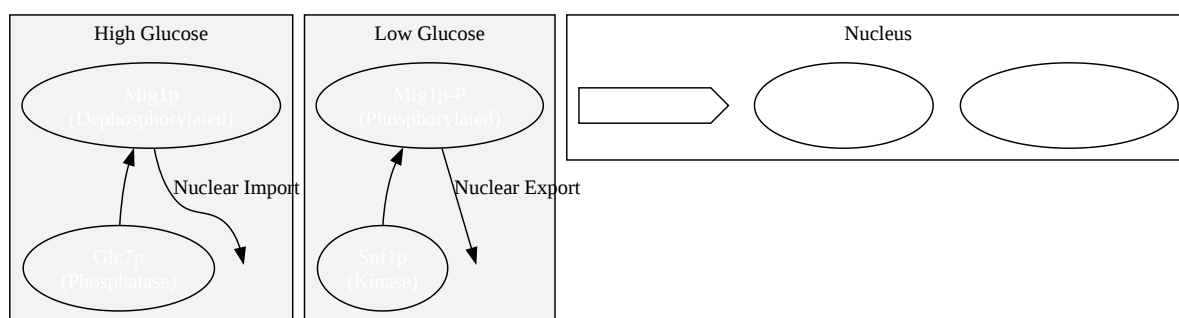 High Glucose
Mig1p
(Dephosphorylated)
Nuclear Import
Glc7p
(Phosphatase)
Low Glucose
Mig1p-P
(Phosphorylated)
Nuclear Export
Snf1p
(Kinase)
Nucleus